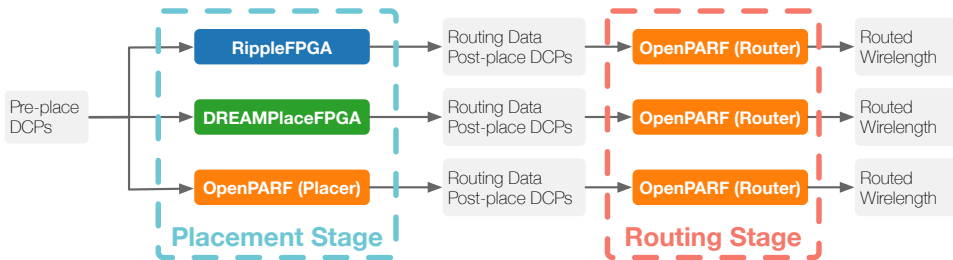 Pre-place
DCPs
RippleFPGA
Routing Data
Post-place DCPs
OpenPARF (Router)
Routed
Wirelength
DREAMPlaceFPGA
Routing Data
Post-place DCPs
OpenPARF (Router)
Routed
Wirelength
OpenPARF (Placer)
Routing Data
Post-place DCPs
OpenPARF (Router)
Routed
Wirelength
Placement Stage
Routing Stage